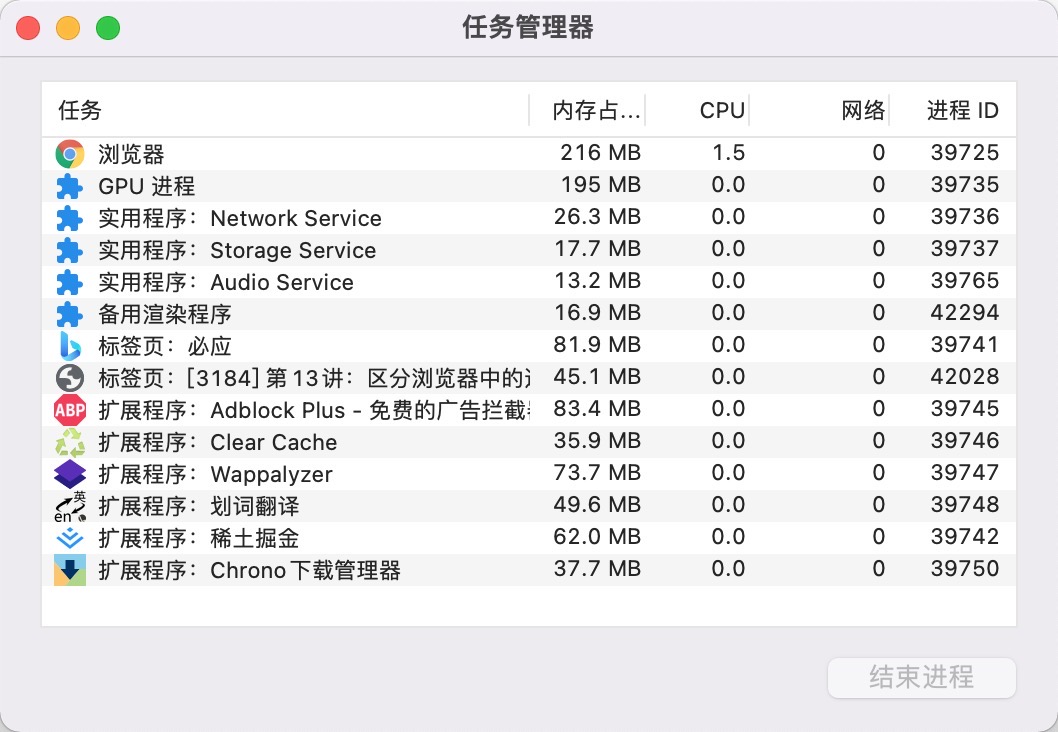 任务管理器
任务 内存占... CPU 网络 进程 ID
浏览器 216 MB 1.5 0 39725
GPU 进程 195 MB 0.0 0 39735
实用程序：Network Service 26.3 MB 0.0 0 39736
实用程序：Storage Service 17.7 MB 0.0 0 39737
实用程序：Audio Service 13.2 MB 0.0 0 39765
备用渲染程序 16.9 MB 0.0 0 42294
标签页：必应 81.9 MB 0.0 0 39741
标签页：[3184] 第 13 讲：区分浏览器中的 45.1 MB 0.0 0 42028
ABP 扩展程序：Adblock Plus - 免费的广告拦截 83.4 MB 0.0 0 39745
扩展程序：Clear Cache 35.9 MB 0.0 0 39746
扩展程序：Wappalyzer 73.7 MB 0.0 0 39747
英 en 扩展程序：划词翻译 49.6 MB 0.0 0 39748
扩展程序：稀土掘金 62.0 MB 0.0 0 39742
扩展程序：Chrono下载管理器 37.7 MB 0.0 0 39750
结束进程